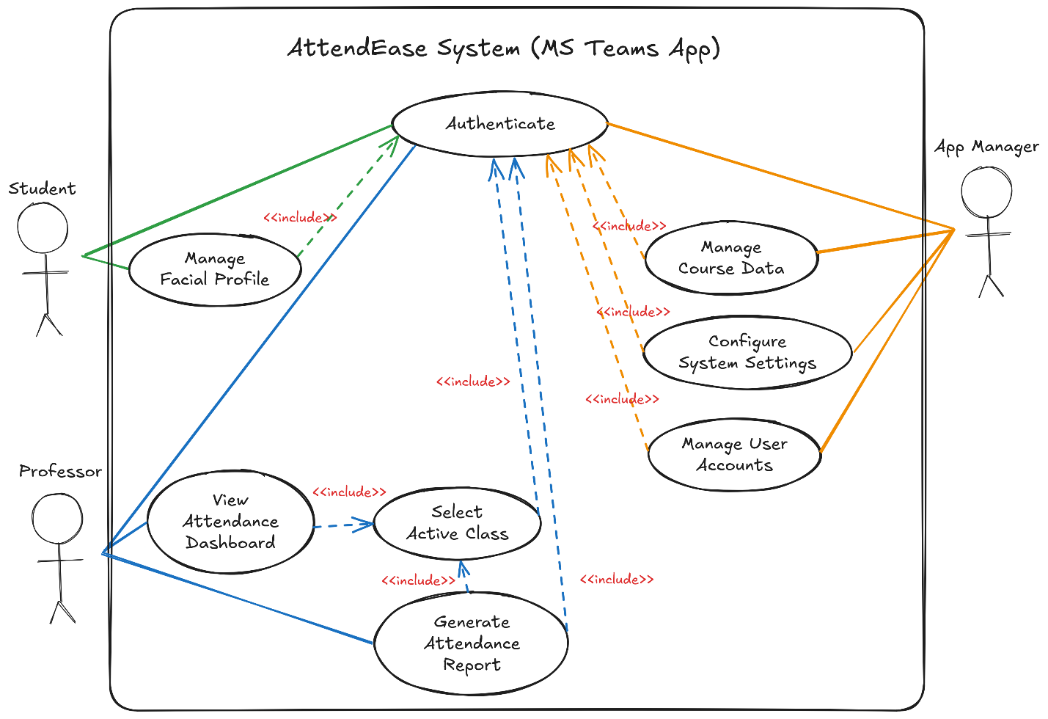 AttendEase System (MS Teams App)
Authenticate
App Manager
Student
<<include>>
<<include>>
Manage
Facial Profile
Manage
Course Data
<<include>>
Configure
System Settings
<<include>>
<<include>>
Manage User
Accounts
Professor
View
Attendance
Dashboard
<<include>>
Select
Active Class
<<include>>
<<include>>
Generate
Attendance
Report